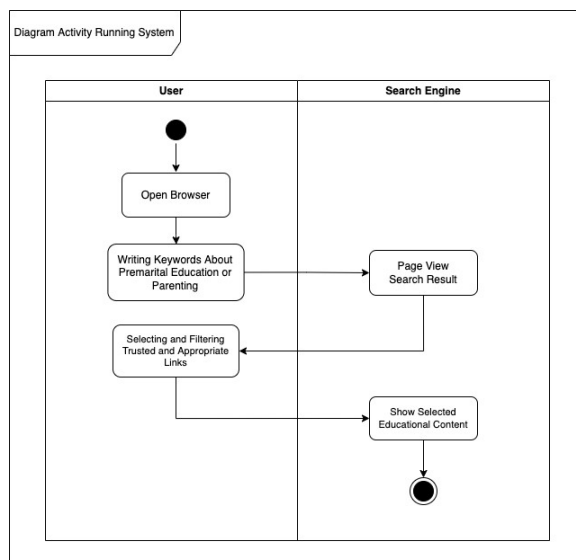 Diagram Activity Running System
User
Search Engine
Open Browser
Writing Keywords About
Premarital Education or
Parenting
Page View
Search Result
Selecting and Filtering
Trusted and Appropriate
Links
Show Selected
Educational Content